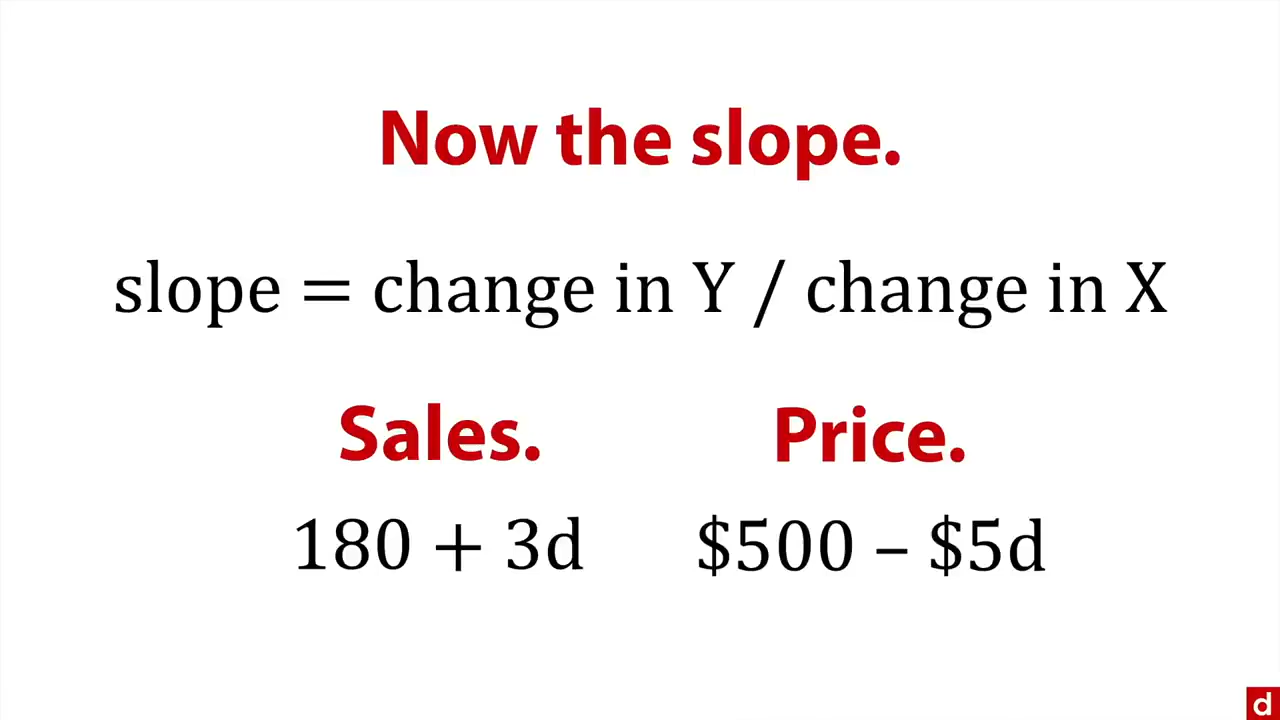 Now the slope.
slope = change in Y / change in X
Sales. Price.
180 + 3d $500 – $5d
d